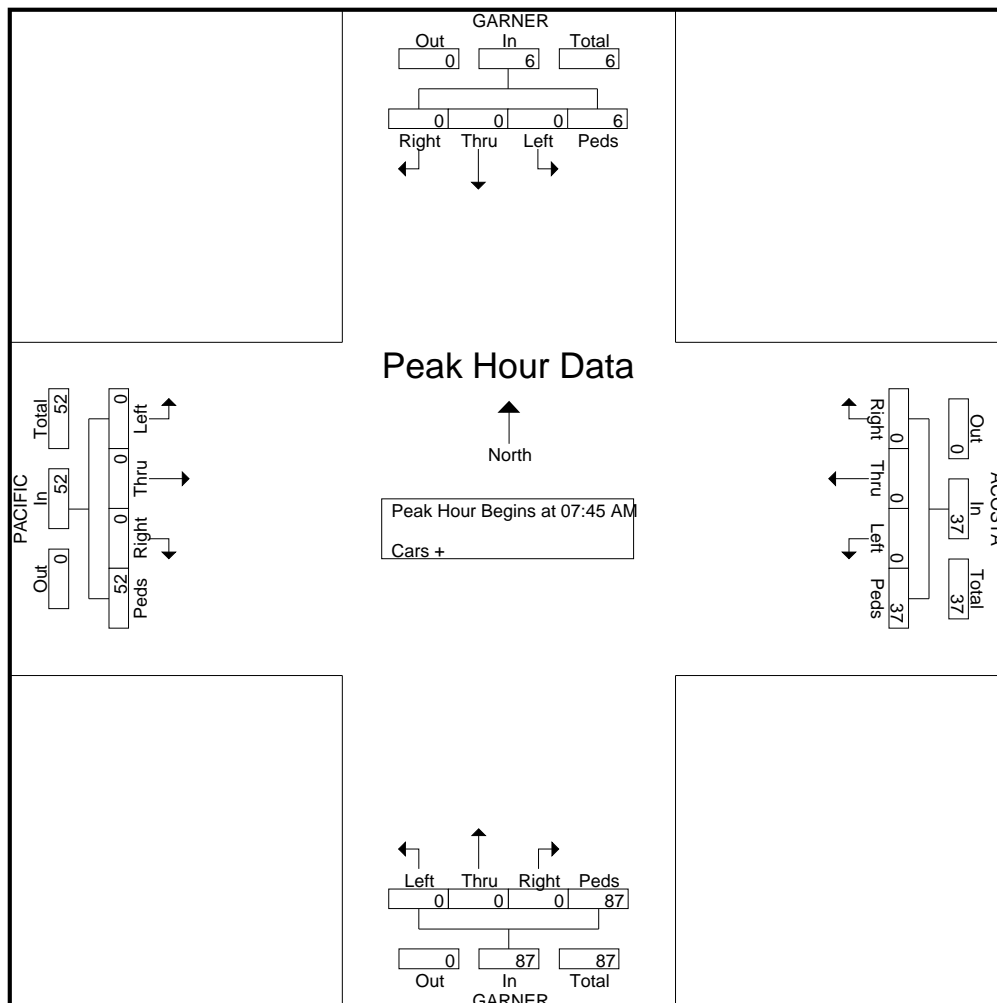 GARNER
Out In Total
0 6 6
0 0 0 6
Right Thru Left Peds
Peak Hour Data
North
Peak Hour Begins at 07:45 AM
Cars +
PACIFIC
Out In Total
0 52 52
Left Thru Right Peds
0 0 0 52
ACOSTA
Out In Total
0 37 37
Right Thru Left Peds
0 0 0 37
Left Thru Right Peds
0 0 0 87
0 87 87
Out In Total
GARNER